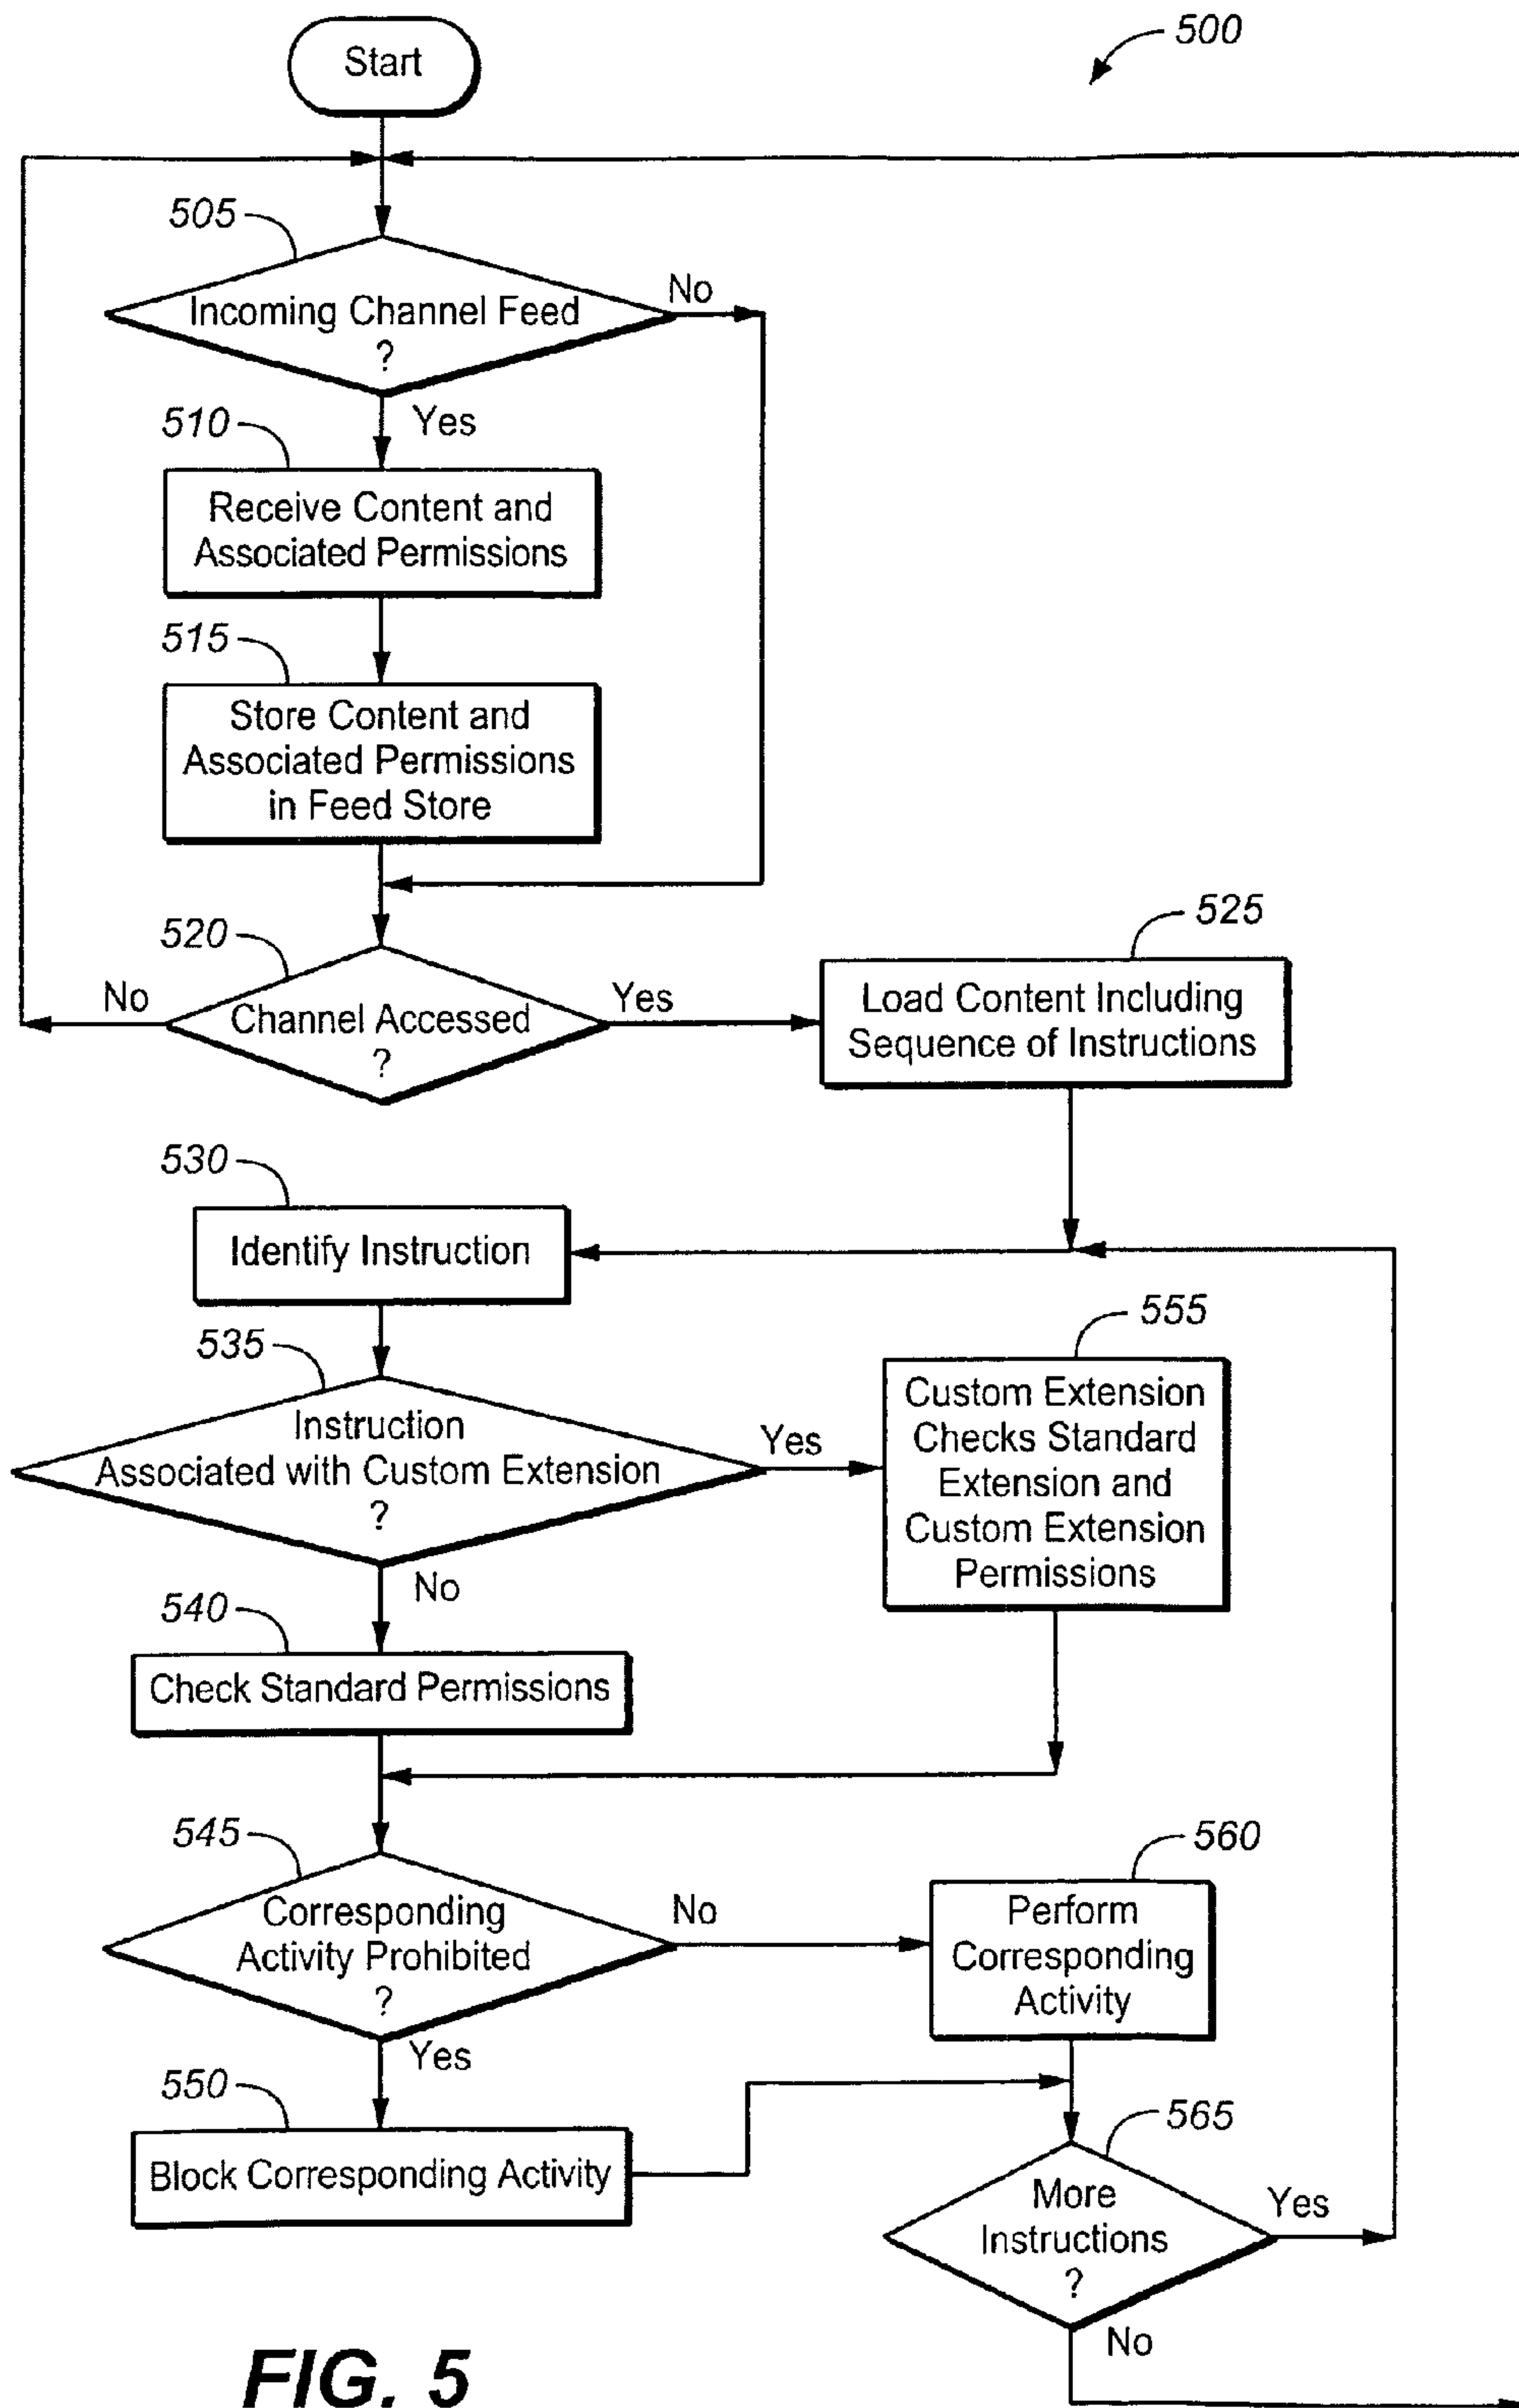 Start
500
505
Incoming Channel Feed
?
No
Yes
510
Receive Content and
Associated Permissions
515
Store Content and
Associated Permissions
in Feed Store
520
Channel Accessed
?
No
Yes
525
Load Content Including
Sequence of Instructions
530
Identify Instruction
535
Instruction
Associated with Custom Extension
?
Yes
No
555
Custom Extension
Checks Standard
Extension and
Custom Extension
Permissions
540
Check Standard Permissions
545
Corresponding
Activity Prohibited
?
No
Yes
560
Perform
Corresponding
Activity
550
Block Corresponding Activity
565
More
Instructions
?
Yes
No
FIG. 5